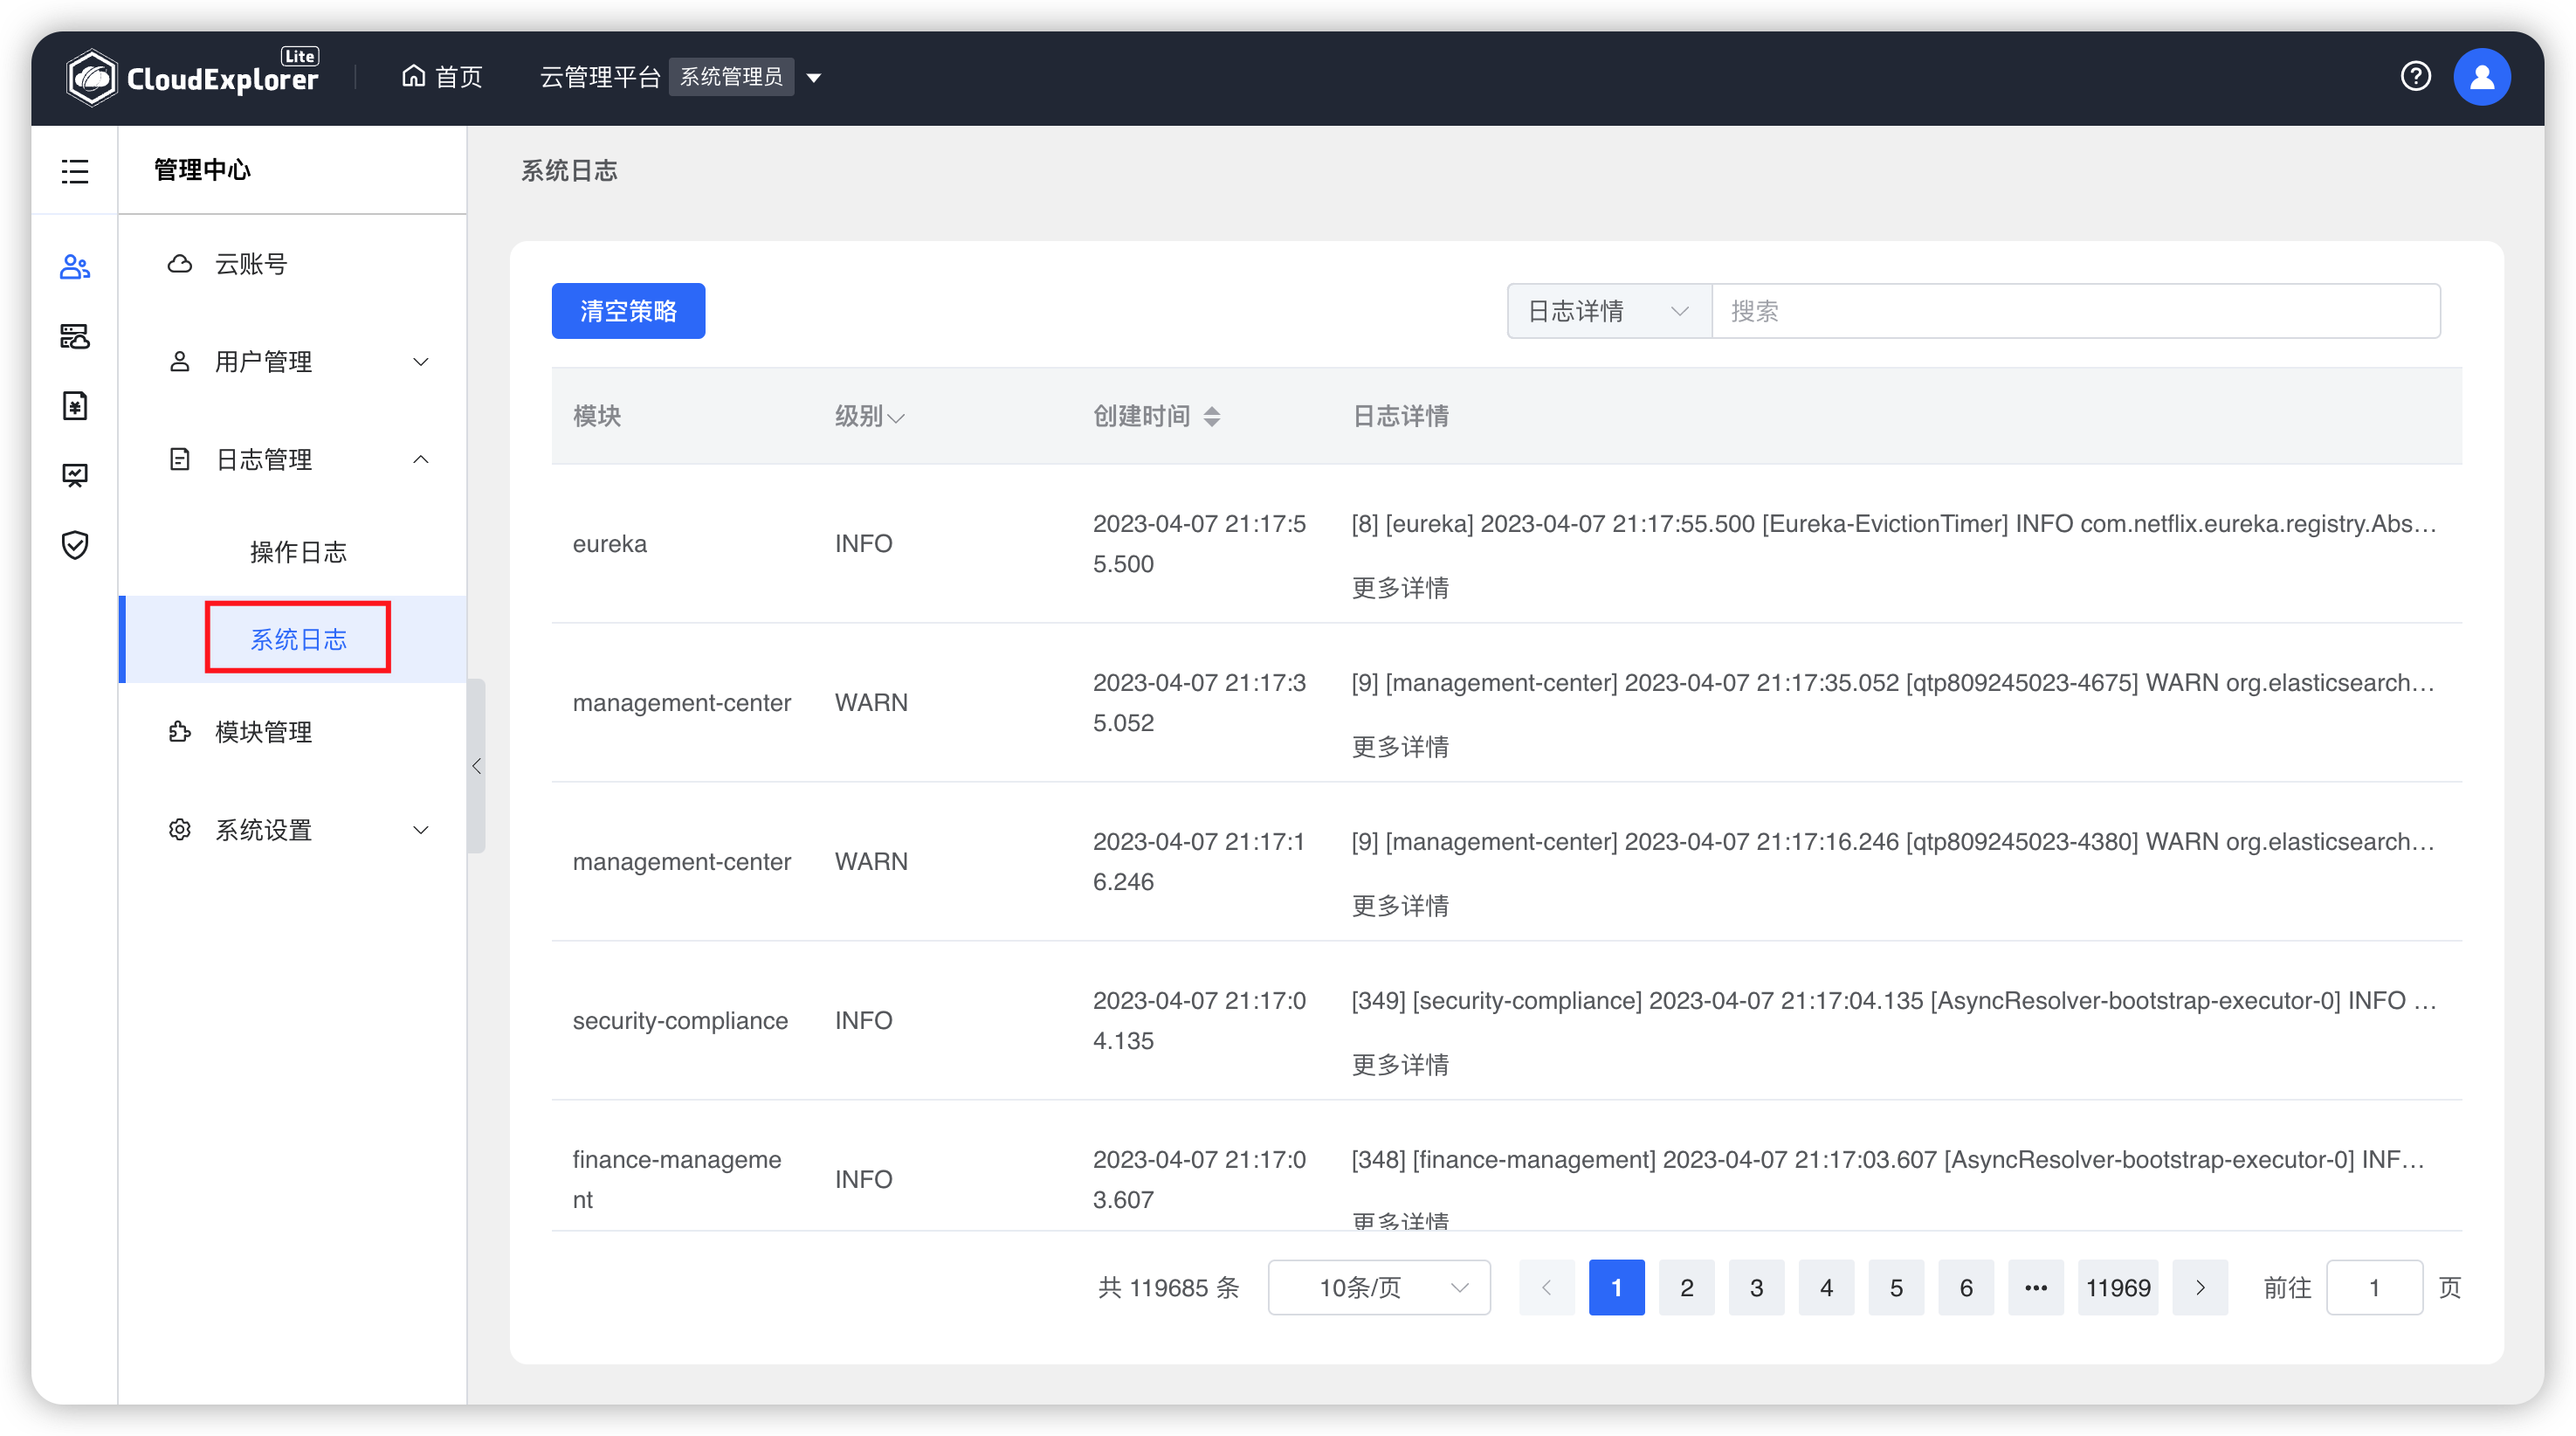 CloudExplorer Lite
首页
云管理平台 系统管理员
管理中心
云账号
用户管理
日志管理
操作日志
系统日志
模块管理
系统设置
系统日志
清空策略
日志详情 搜索
模块 级别 创建时间 日志详情
eureka INFO 2023-04-07 21:17:5
5.500
[8] [eureka] 2023-04-07 21:17:55.500 [Eureka-EvictionTimer] INFO com.netflix.eureka.registry.Abs…
更多详情
management-center WARN 2023-04-07 21:17:3
5.052
[9] [management-center] 2023-04-07 21:17:35.052 [qtp809245023-4675] WARN org.elasticsearch…
更多详情
management-center WARN 2023-04-07 21:17:1
6.246
[9] [management-center] 2023-04-07 21:17:16.246 [qtp809245023-4380] WARN org.elasticsearch…
更多详情
security-compliance INFO 2023-04-07 21:17:0
4.135
[349] [security-compliance] 2023-04-07 21:17:04.135 [AsyncResolver-bootstrap-executor-0] INFO …
更多详情
finance-manageme
nt
INFO 2023-04-07 21:17:0
3.607
[348] [finance-management] 2023-04-07 21:17:03.607 [AsyncResolver-bootstrap-executor-0] INF…
更多详情
共 119685 条 10条/页 1 2 3 4 5 6 ••• 11969 前往 1 页